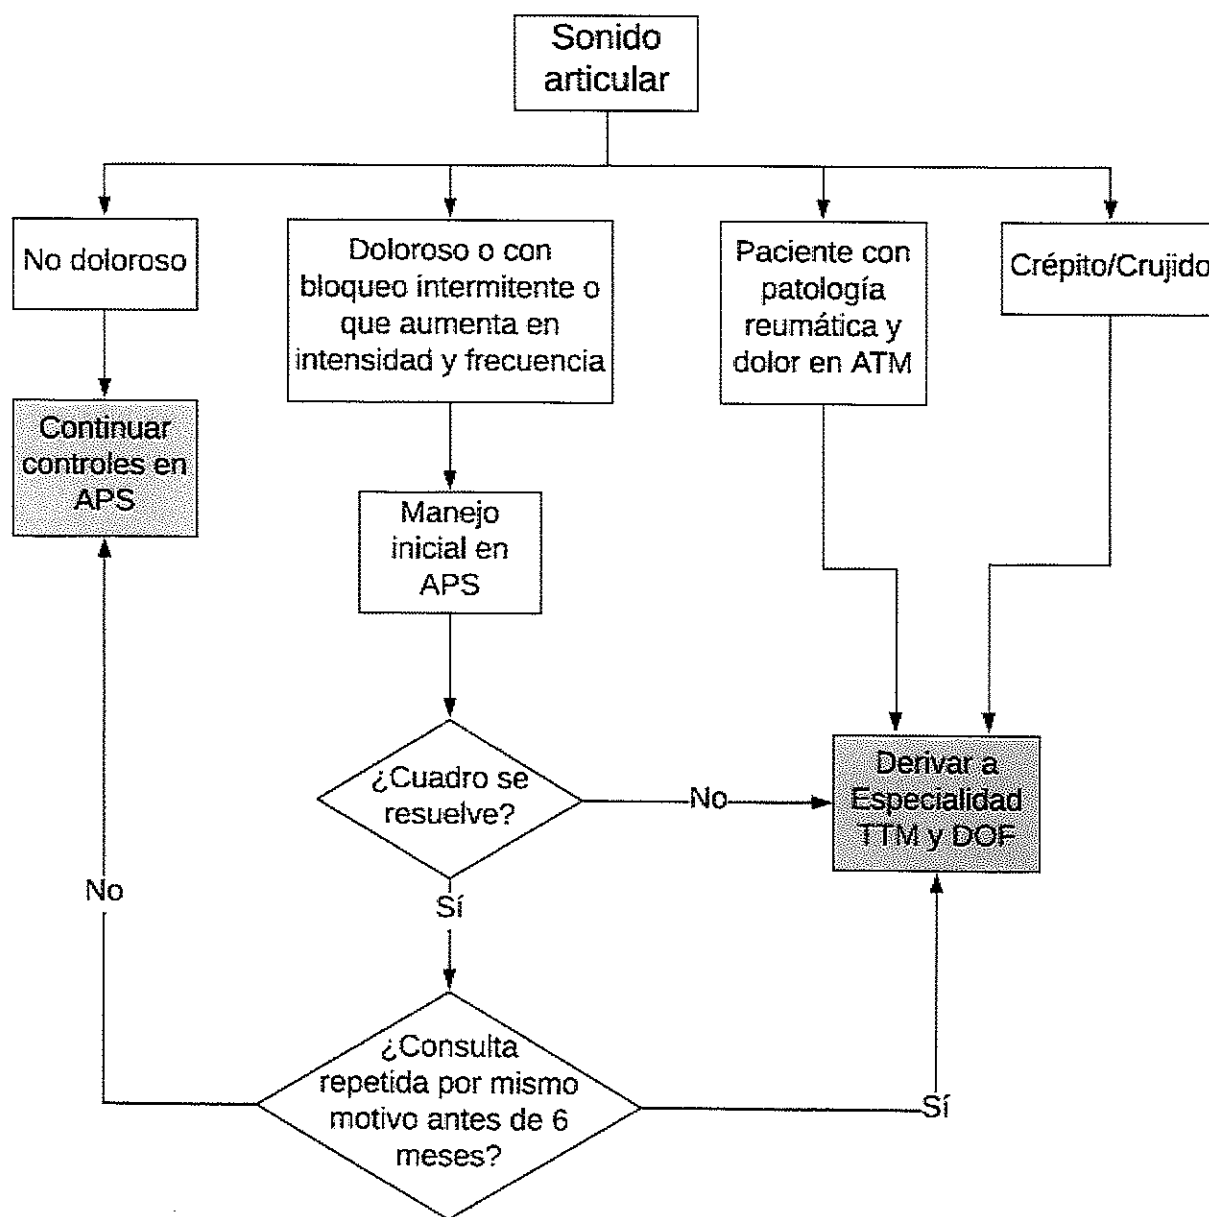 Sonido
articular
No doloroso
Doloroso o con
bloqueo intermitente o
que aumenta en
intensidad y frecuencia
Paciente con
patología
reumática y
dolor en ATM
Crépito/Crujido
Continuar
controles en
APS
Manejo
inicial en
APS
¿Cuadro se
resuelve?
No
Derivar a
Especialidad
TTM y DOF
No
Sí
¿Consulta
repetida por mismo
motivo antes de 6
meses?
Sí